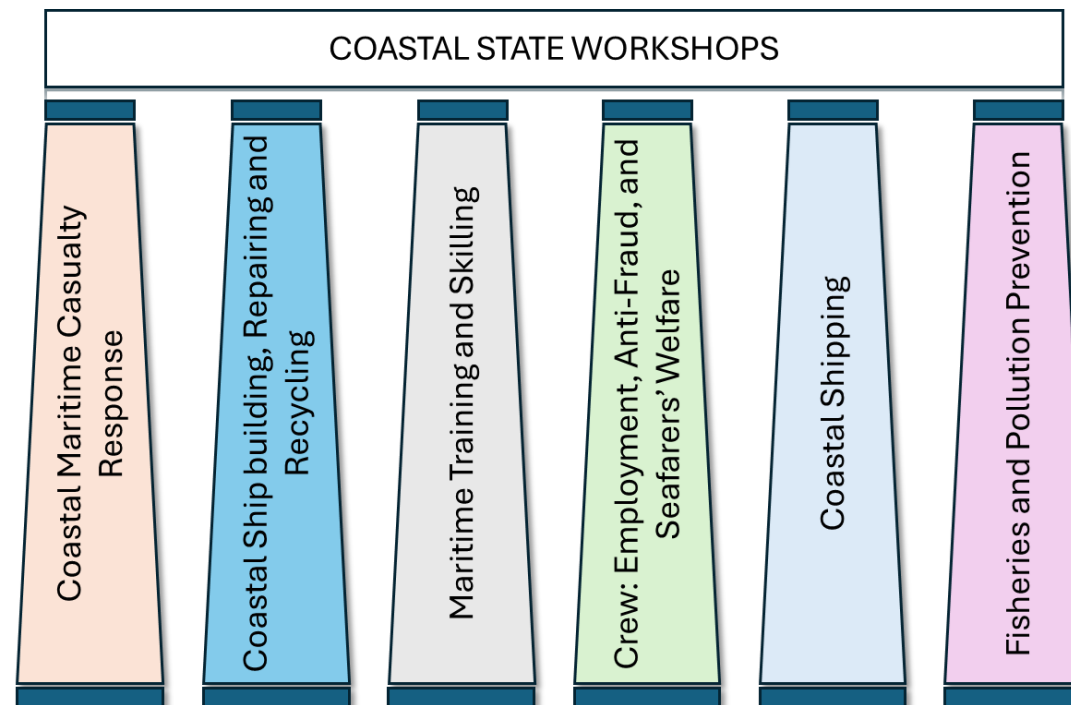 COASTAL STATE WORKSHOPS
Coastal Maritime Casualty
Response
Coastal Ship building, Repairing and
Recycling
Maritime Training and Skilling
Crew: Employment, Anti-Fraud, and
Seafarers’ Welfare
Coastal Shipping
Fisheries and Pollution Prevention